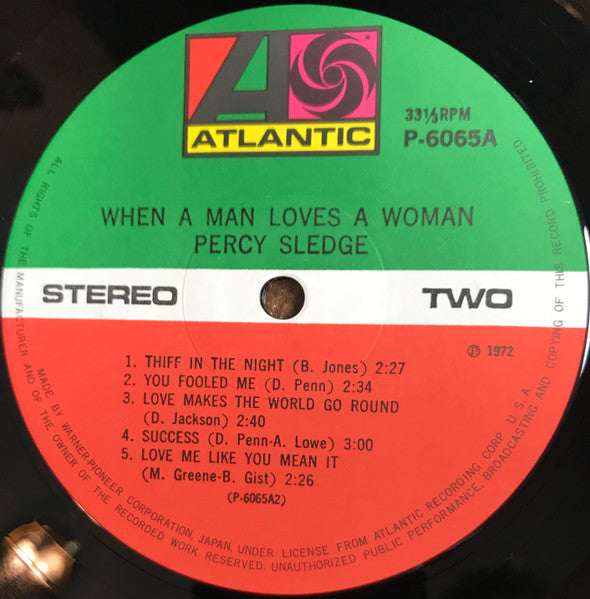 ATLANTIC
33⅓RPM
P-6065A
WHEN A MAN LOVES A WOMAN
PERCY SLEDGE
STEREO
TWO
℗ 1972
1. THIFF IN THE NIGHT (B. Jones) 2:27
2. YOU FOOLED ME (D. Penn) 2:34
3. LOVE MAKES THE WORLD GO ROUND
(D. Jackson) 2:40
4. SUCCESS (D. Penn-A. Lowe) 3:00
5. LOVE ME LIKE YOU MEAN IT
(M. Greene-B. Gist) 2:26
(P-6065A2)
MADE BY WARNER-PIONEER CORPORATION, JAPAN, UNDER LICENSE FROM ATLANTIC RECORDING CORP. U. S. A.
ALL RIGHTS OF THE MANUFACTURER AND OF THE OWNER OF THE RECORDED WORK RESERVED. UNAUTHORIZED PUBLIC PERFORMANCE, BROADCASTING AND COPYING OF THIS RECORD PROHIBITED.